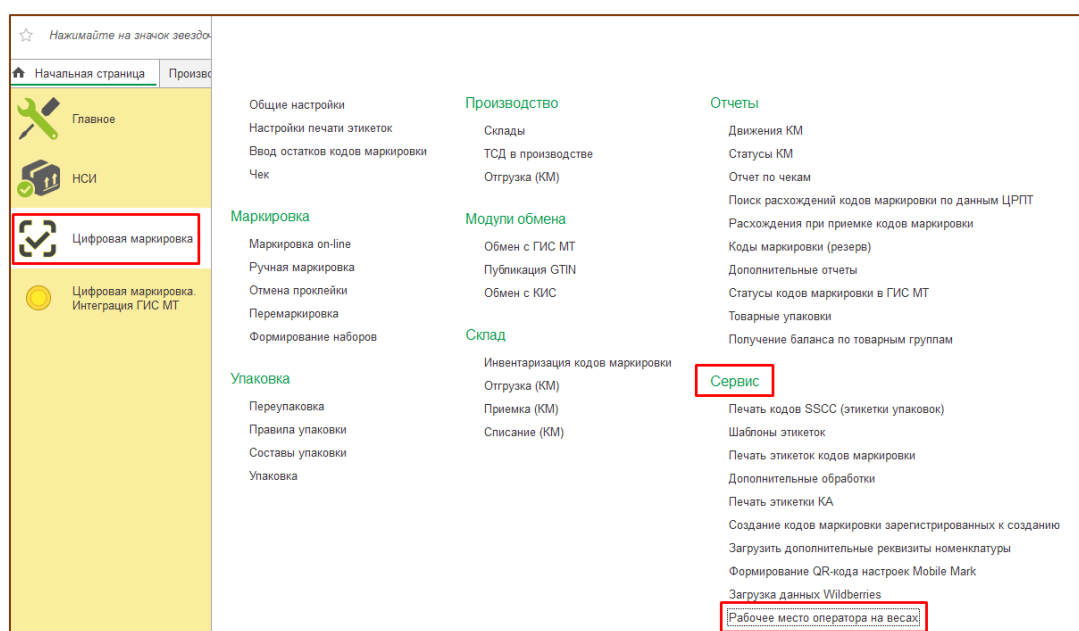 Нажимайте на значок звездоч
Начальная страница
Произво
Главное
НСИ
Цифровая маркировка
Цифровая маркировка.
Интеграция ГИС МТ
Общие настройки
Настройки печати этикеток
Ввод остатков кодов маркировки
Чек
Маркировка
Маркировка on-line
Ручная маркировка
Отмена проклейки
Перемаркировка
Формирование наборов
Упаковка
Переупаковка
Правила упаковки
Составы упаковки
Упаковка
Производство
Склады
ТСД в производстве
Отгрузка (КМ)
Модули обмена
Обмен с ГИС МТ
Публикация GTIN
Обмен с КИС
Склад
Инвентаризация кодов маркировки
Отгрузка (КМ)
Приемка (КМ)
Списание (КМ)
Отчеты
Движения КМ
Статусы КМ
Отчет по чекам
Поиск расхождений кодов маркировки по данным ЦРПТ
Расхождения при приемке кодов маркировки
Коды маркировки (резерв)
Дополнительные отчеты
Статусы кодов маркировки в ГИС МТ
Товарные упаковки
Получение баланса по товарным группам
Сервис
Печать кодов SSCC (этикетки упаковок)
Шаблоны этикеток
Печать этикеток кодов маркировки
Дополнительные обработки
Печать этикетки КА
Создание кодов маркировки зарегистрированных к созданию
Загрузить дополнительные реквизиты номенклатуры
Формирование QR-кода настроек Mobile Mark
Загрузка данных Wildberries
Рабочее место оператора на весах